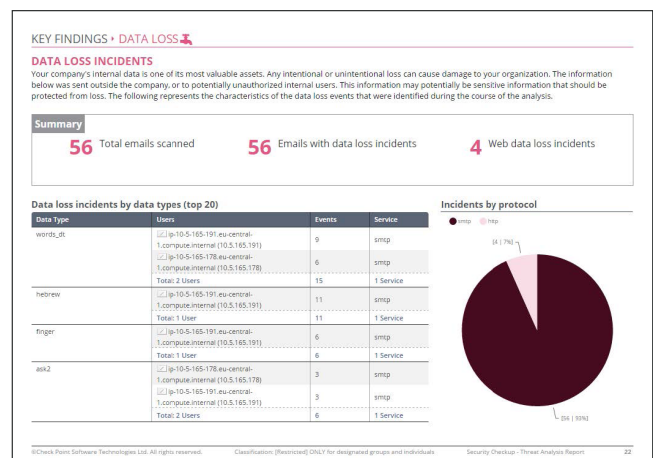 KEY FINDINGS ‣ DATA LOSS
DATA LOSS INCIDENTS
Your company's internal data is one of its most valuable assets. Any intentional or unintentional loss can cause damage to your organization. The information
below was sent outside the company, or to potentially unauthorized internal users. This information may potentially be sensitive information that should be
protected from loss. The following represents the characteristics of the data loss events that were identified during the course of the analysis.
Summary
56 Total emails scanned
56 Emails with data loss incidents
4 Web data loss incidents
Data loss incidents by data types (top 20)
Data Type Users Events Service
words_dt ip-10-5-165-191.eu-central-
1.compute.internal (10.5.165.191) 9 smtp
ip-10-5-165-178.eu-central-
1.compute.internal (10.5.165.178) 6 smtp
Total: 2 Users 15 1 Service
hebrew ip-10-5-165-191.eu-central-
1.compute.internal (10.5.165.191) 11 smtp
Total: 1 User 11 1 Service
finger ip-10-5-165-191.eu-central-
1.compute.internal (10.5.165.191) 6 smtp
Total: 1 User 6 1 Service
ask2 ip-10-5-165-178.eu-central-
1.compute.internal (10.5.165.178) 3 smtp
ip-10-5-165-191.eu-central-
1.compute.internal (10.5.165.191) 3 smtp
Total: 2 Users 6 1 Service
Incidents by protocol
smtp http
[4 | 7%]
[56 | 93%]
©Check Point Software Technologies Ltd. All rights reserved. Classification: [Restricted] ONLY for designated groups and individuals Security Checkup - Threat Analysis Report 22